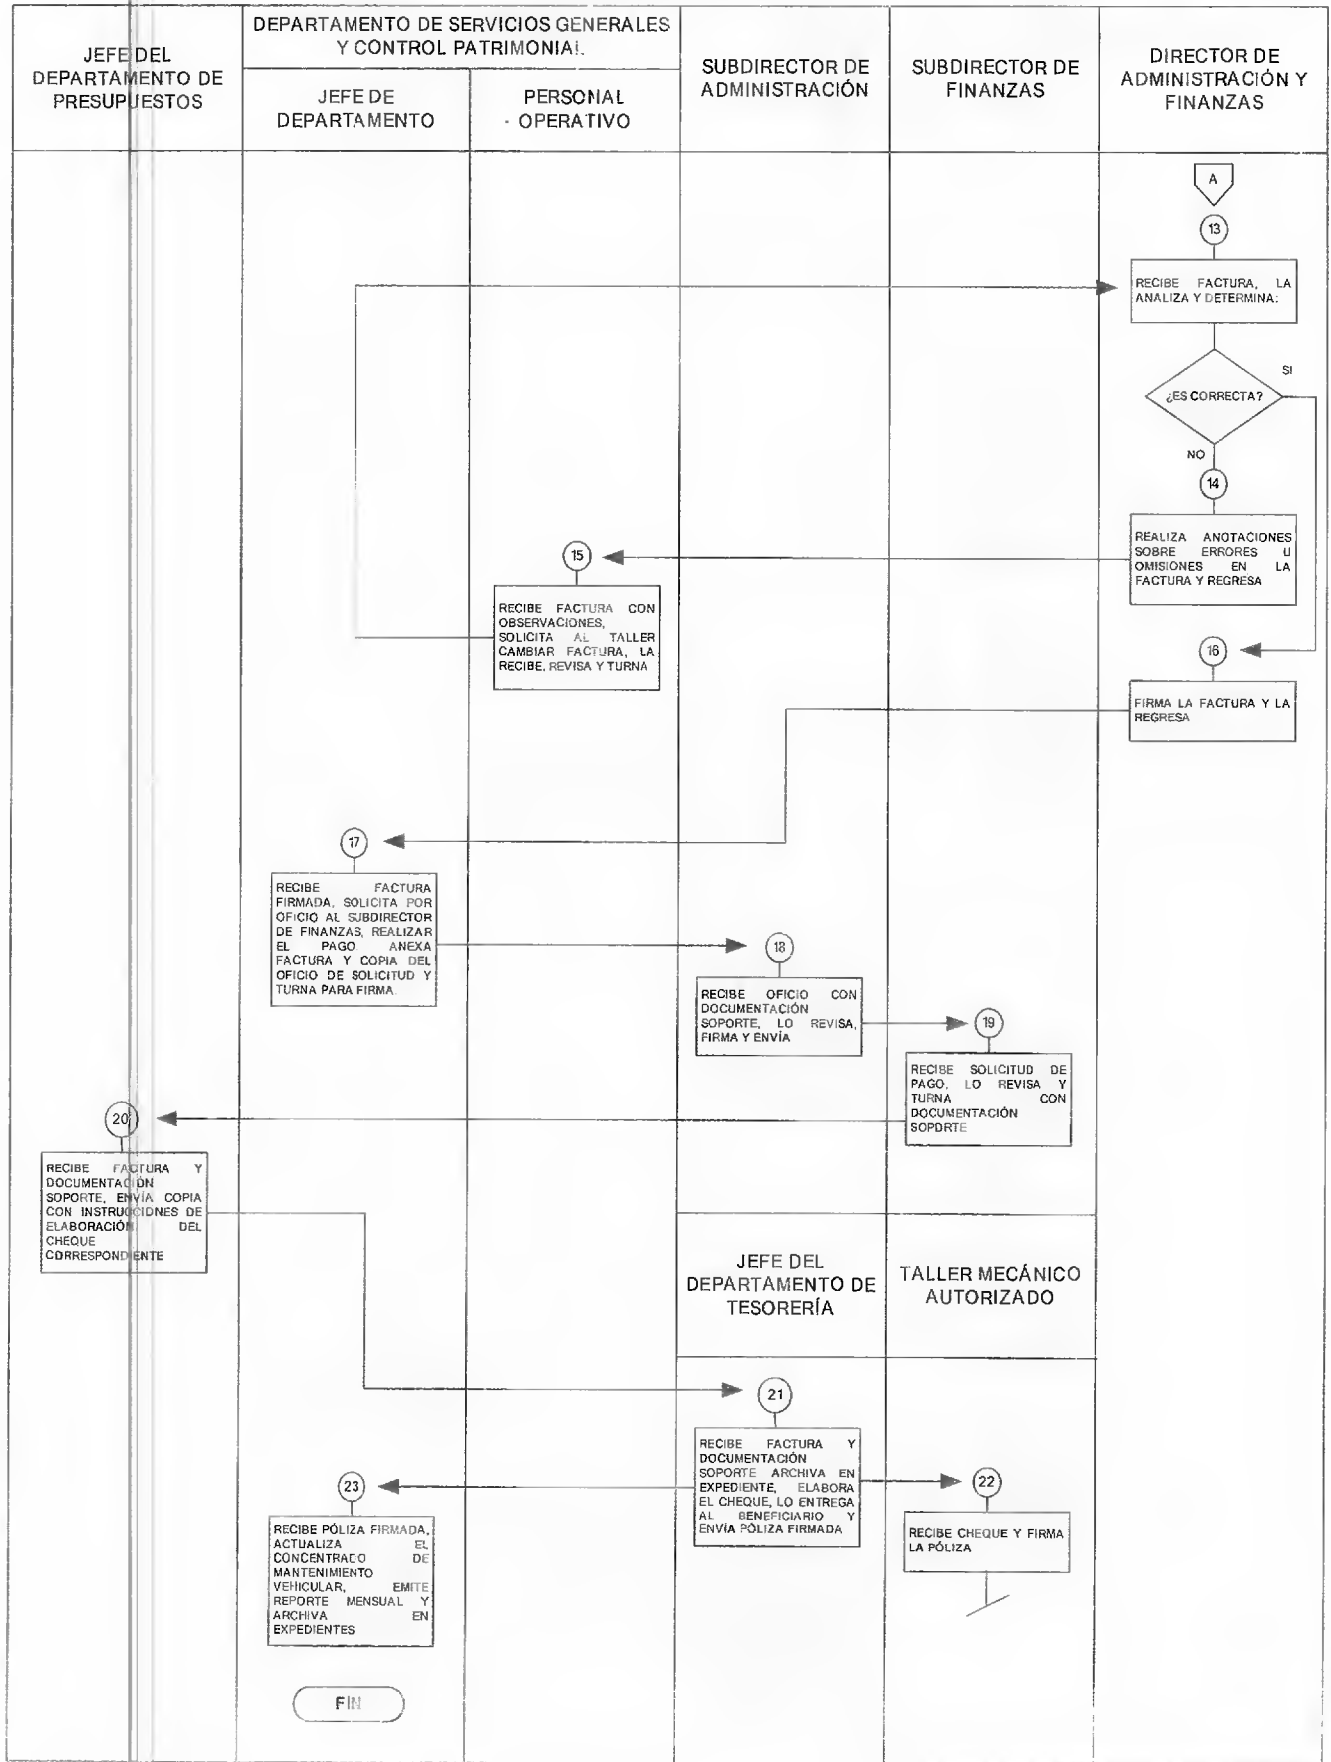 JEFE DEL
DEPARTAMENTO DE
PRESUPUESTOS
DEPARTAMENTO DE SERVICIOS GENERALES
Y CONTROL PATRIMONIAL
JEFE DE
DEPARTAMENTO
PERSONAL
OPERATIVO
SUBDIRECTOR DE
ADMINISTRACIÓN
SUBDIRECTOR DE
FINANZAS
DIRECTOR DE
ADMINISTRACIÓN Y
FINANZAS
A
13
RECIBE FACTURA, LA
ANALIZA Y DETERMINA:
¿ES CORRECTA?
SI
NO
14
REALIZA ANOTACIONES
SOBRE ERRORES U
OMISIONES EN LA
FACTURA Y REGRESA
15
RECIBE FACTURA CON
OBSERVACIONES,
SOLICITA AL TALLER
CAMBIAR FACTURA, LA
RECIBE, REVISA Y TURNA
16
FIRMA LA FACTURA Y LA
REGRESA
17
RECIBE FACTURA
FIRMADA, SOLICITA POR
OFICIO AL SUBDIRECTOR
DE FINANZAS, REALIZAR
EL PAGO ANEXA
FACTURA Y COPIA DEL
OFICIO DE SOLICITUD Y
TURNA PARA FIRMA.
18
RECIBE OFICIO CON
DOCUMENTACIÓN
SOPORTE, LO REVISA,
FIRMA Y ENVÍA
19
RECIBE SOLICITUD DE
PAGO, LO REVISA Y
TURNA CON
DOCUMENTACIÓN
SOPORTE
20
RECIBE FACTURA Y
DOCUMENTACIÓN
SOPORTE, ENVÍA COPIA
CON INSTRUCCIONES DE
ELABORACIÓN DEL
CHEQUE
CORRESPONDIENTE
JEFE DEL
DEPARTAMENTO DE
TESORERÍA
TALLER MECÁNICO
AUTORIZADO
21
RECIBE FACTURA Y
DOCUMENTACIÓN
SOPORTE ARCHIVA EN
EXPEDIENTE, ELABORA
EL CHEQUE, LO ENTREGA
AL BENEFICIARIO Y
ENVÍA PÓLIZA FIRMADA
22
RECIBE CHEQUE Y FIRMA
LA PÓLIZA
23
RECIBE PÓLIZA FIRMADA,
ACTUALIZA EL
CONCENTRADO DE
MANTENIMIENTO
VEHICULAR, EMITE
REPORTE MENSUAL Y
ARCHIVA EN
EXPEDIENTES
FIN